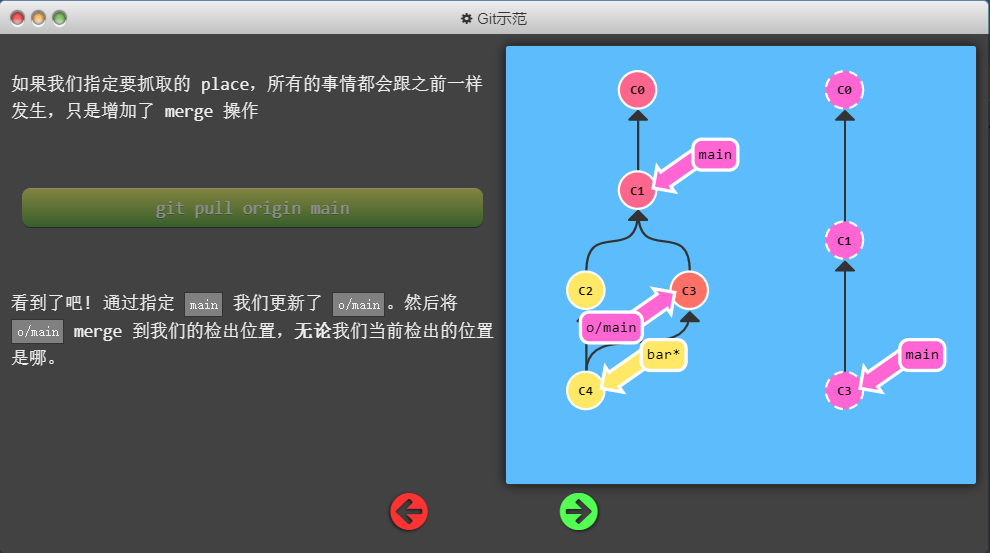 Git示范
如果我们指定要抓取的 place，所有的事情都会跟之前一样
发生，只是增加了 merge 操作
git pull origin main
看到了吧! 通过指定 main 我们更新了 o/main。然后将
o/main merge 到我们的检出位置，无论我们当前检出的位置
是哪。
C0
main
C1
C2
C3
o/main
bar*
C4
C0
C1
main
C3